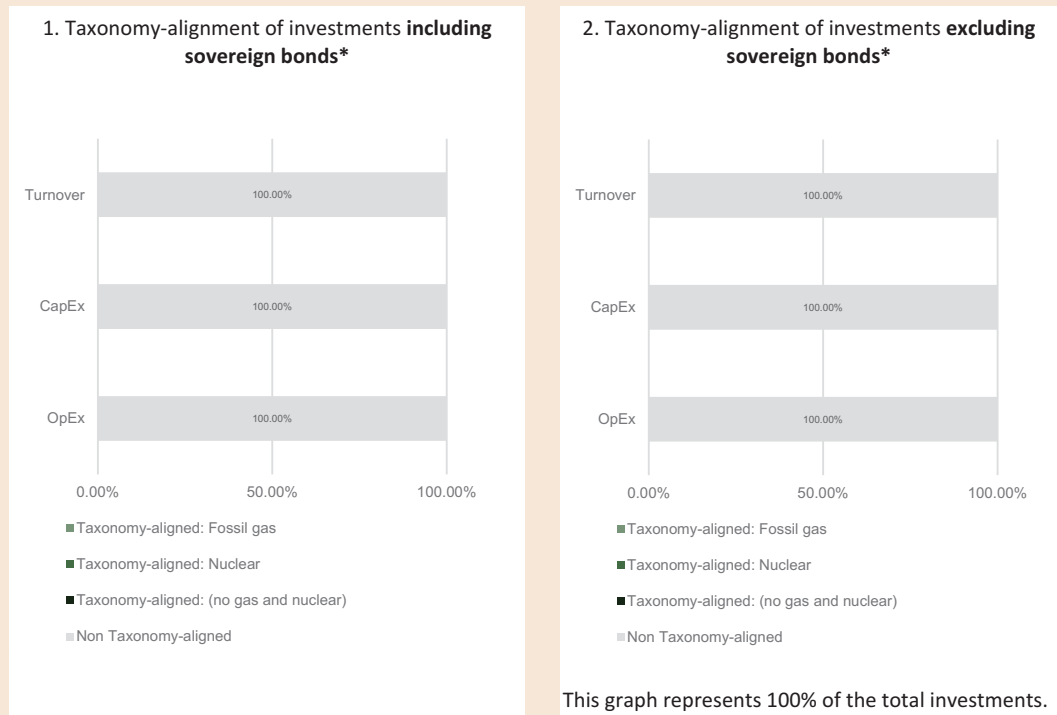 1. Taxonomy-alignment of investments including
sovereign bonds*
Turnover
100.00%
CapEx
100.00%
OpEx
100.00%
0.00%
50.00%
100.00%
Taxonomy-aligned: Fossil gas
Taxonomy-aligned: Nuclear
Taxonomy-aligned: (no gas and nuclear)
Non Taxonomy-aligned
2. Taxonomy-alignment of investments excluding
sovereign bonds*
Turnover
100.00%
CapEx
100.00%
OpEx
100.00%
0.00%
50.00%
100.00%
Taxonomy-aligned: Fossil gas
Taxonomy-aligned: Nuclear
Taxonomy-aligned: (no gas and nuclear)
Non Taxonomy-aligned
This graph represents 100% of the total investments.